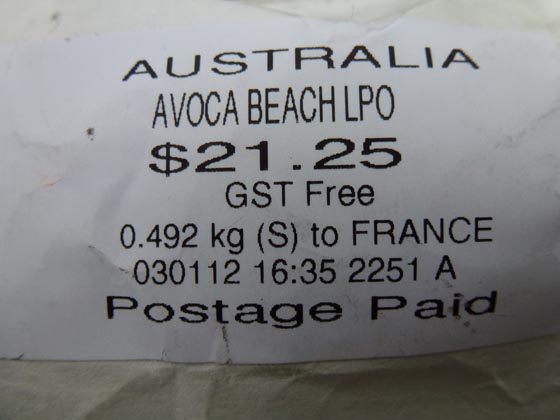 AUSTRALIA
AVOCA BEACH LPO
$21.25
GST Free
0.492 kg (S) to FRANCE
030112 16:35 2251 A
Postage Paid